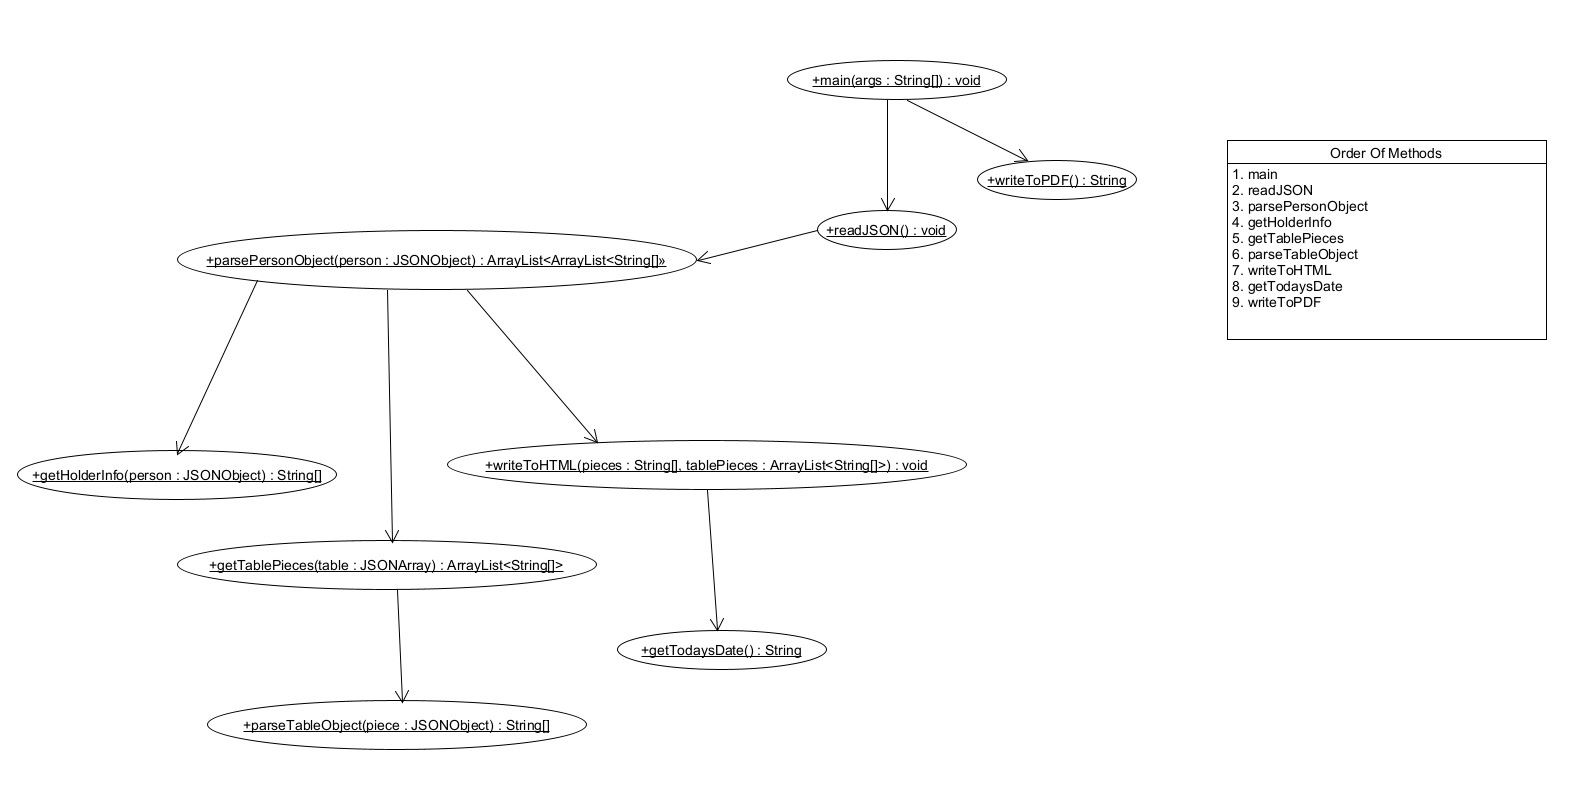 +main(args : String[]) : void
+writeToPDF() : String
+readJSON() : void
+parsePersonObject(person : JSONObject) : ArrayList<ArrayList<String[]»
+getHolderInfo(person : JSONObject) : String[]
+writeToHTML(pieces : String[], tablePieces : ArrayList<String[]>) : void
+getTablePieces(table : JSONArray) : ArrayList<String[]>
+getTodaysDate() : String
+parseTableObject(piece : JSONObject) : String[]
Order Of Methods
1. main
2. readJSON
3. parsePersonObject
4. getHolderInfo
5. getTablePieces
6. parseTableObject
7. writeToHTML
8. getTodaysDate
9. writeToPDF